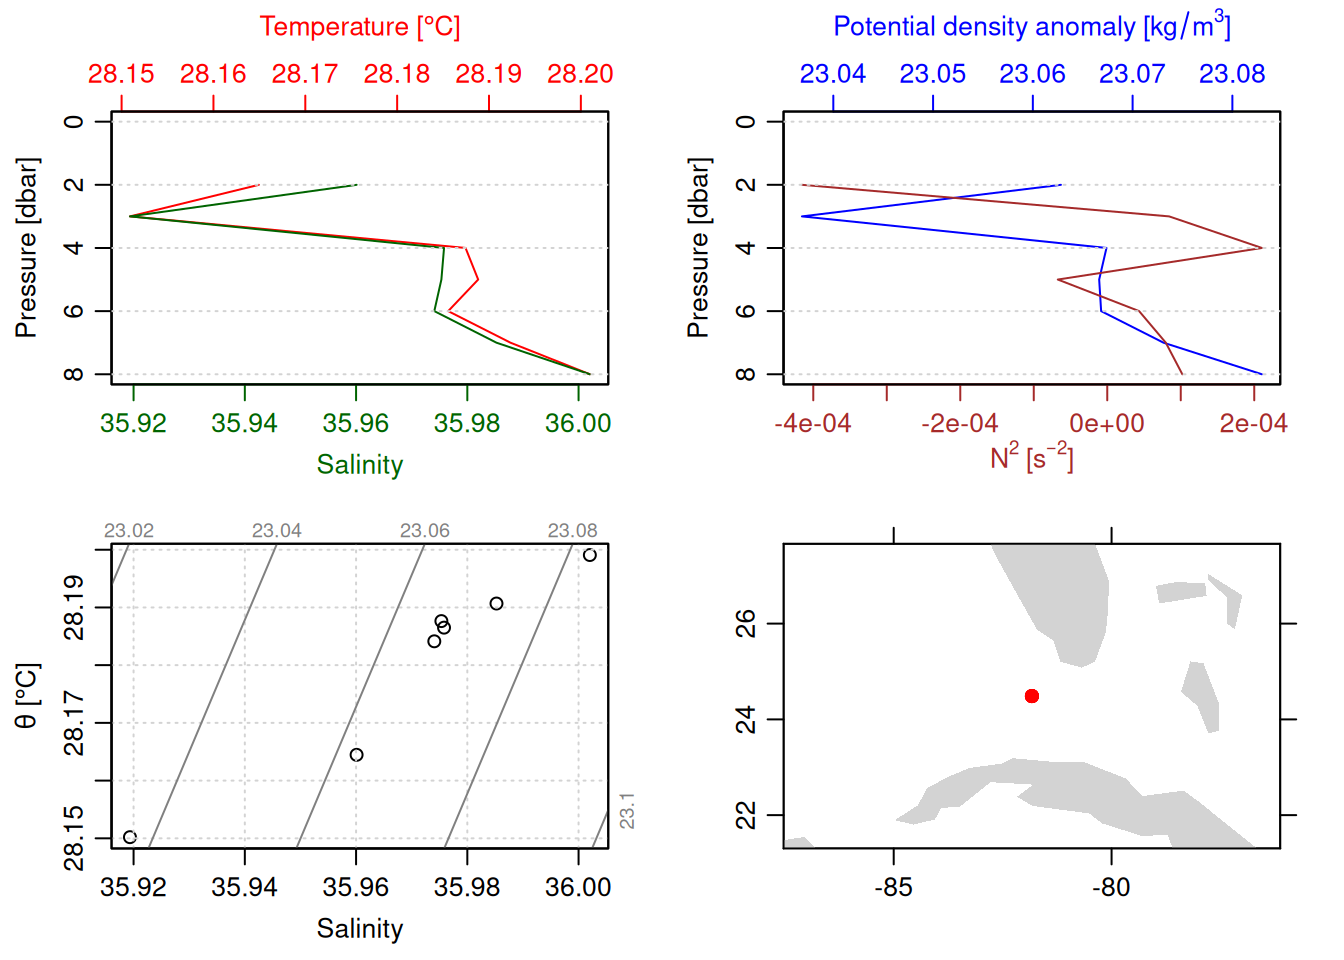 Temperature [°C]
28.15 28.16 28.17 28.18 28.19 28.20
Pressure [dbar]
0
2
4
6
8
35.92 35.94 35.96 35.98 36.00
Salinity
Potential density anomaly [kg/m³]
23.04 23.05 23.06 23.07 23.08
Pressure [dbar]
0
2
4
6
8
-4e-04 -2e-04 0e+00 2e-04
N² [s⁻²]
23.02 23.04 23.06 23.08
23.1
θ [°C]
28.19
28.17
28.15
35.92 35.94 35.96 35.98 36.00
Salinity
26
24
22
-85 -80